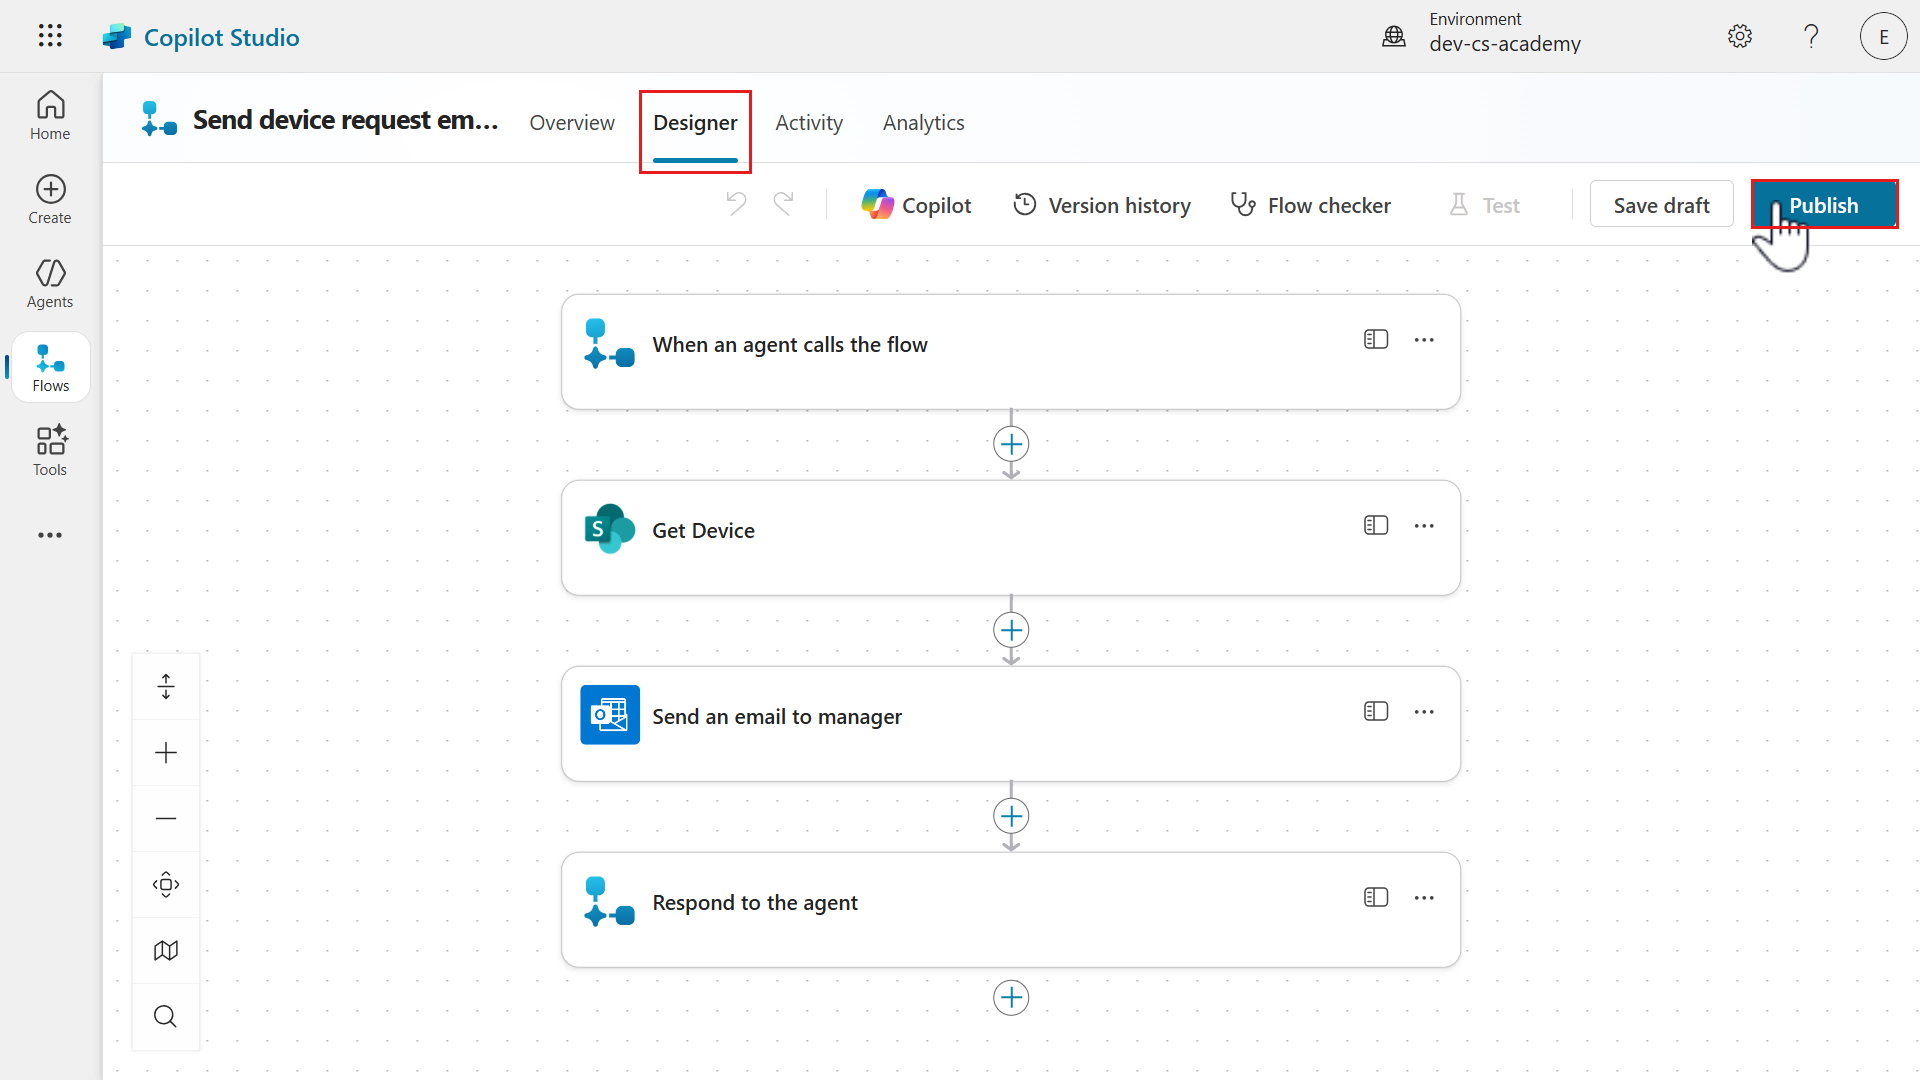 Copilot Studio
Environment
dev-cs-academy
?
E
Home
Create
Agents
Flows
Tools
Send device request em...
Overview
Designer
Activity
Analytics
Copilot
Version history
Flow checker
Test
Save draft
Publish
When an agent calls the flow
S
Get Device
O
Send an email to manager
Respond to the agent